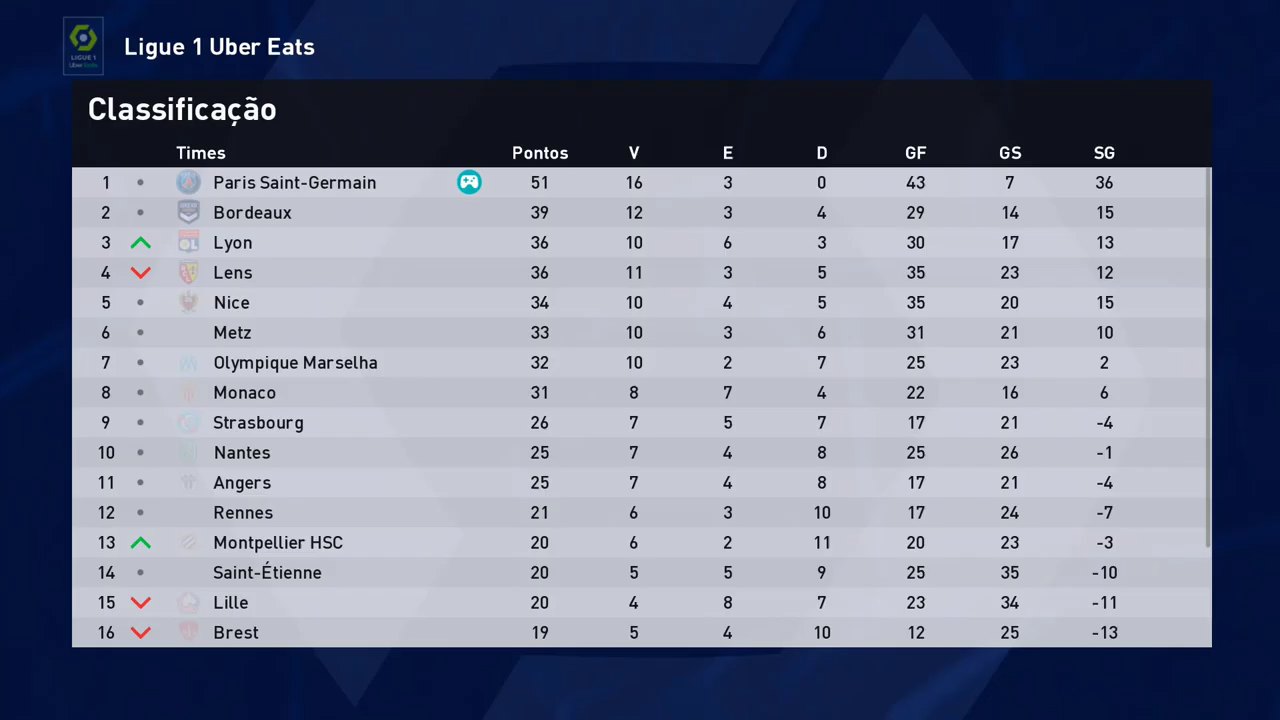 LIGUE 1
Uber Eats
Ligue 1 Uber Eats
Classificação
Times Pontos V E D GF GS SG
1 Paris Saint-Germain 51 16 3 0 43 7 36
2 Bordeaux 39 12 3 4 29 14 15
3 Lyon 36 10 6 3 30 17 13
4 Lens 36 11 3 5 35 23 12
5 Nice 34 10 4 5 35 20 15
6 Metz 33 10 3 6 31 21 10
7 Olympique Marselha 32 10 2 7 25 23 2
8 Monaco 31 8 7 4 22 16 6
9 Strasbourg 26 7 5 7 17 21 -4
10 Nantes 25 7 4 8 25 26 -1
11 Angers 25 7 4 8 17 21 -4
12 Rennes 21 6 3 10 17 24 -7
13 Montpellier HSC 20 6 2 11 20 23 -3
14 Saint-Étienne 20 5 5 9 25 35 -10
15 Lille 20 4 8 7 23 34 -11
16 Brest 19 5 4 10 12 25 -13